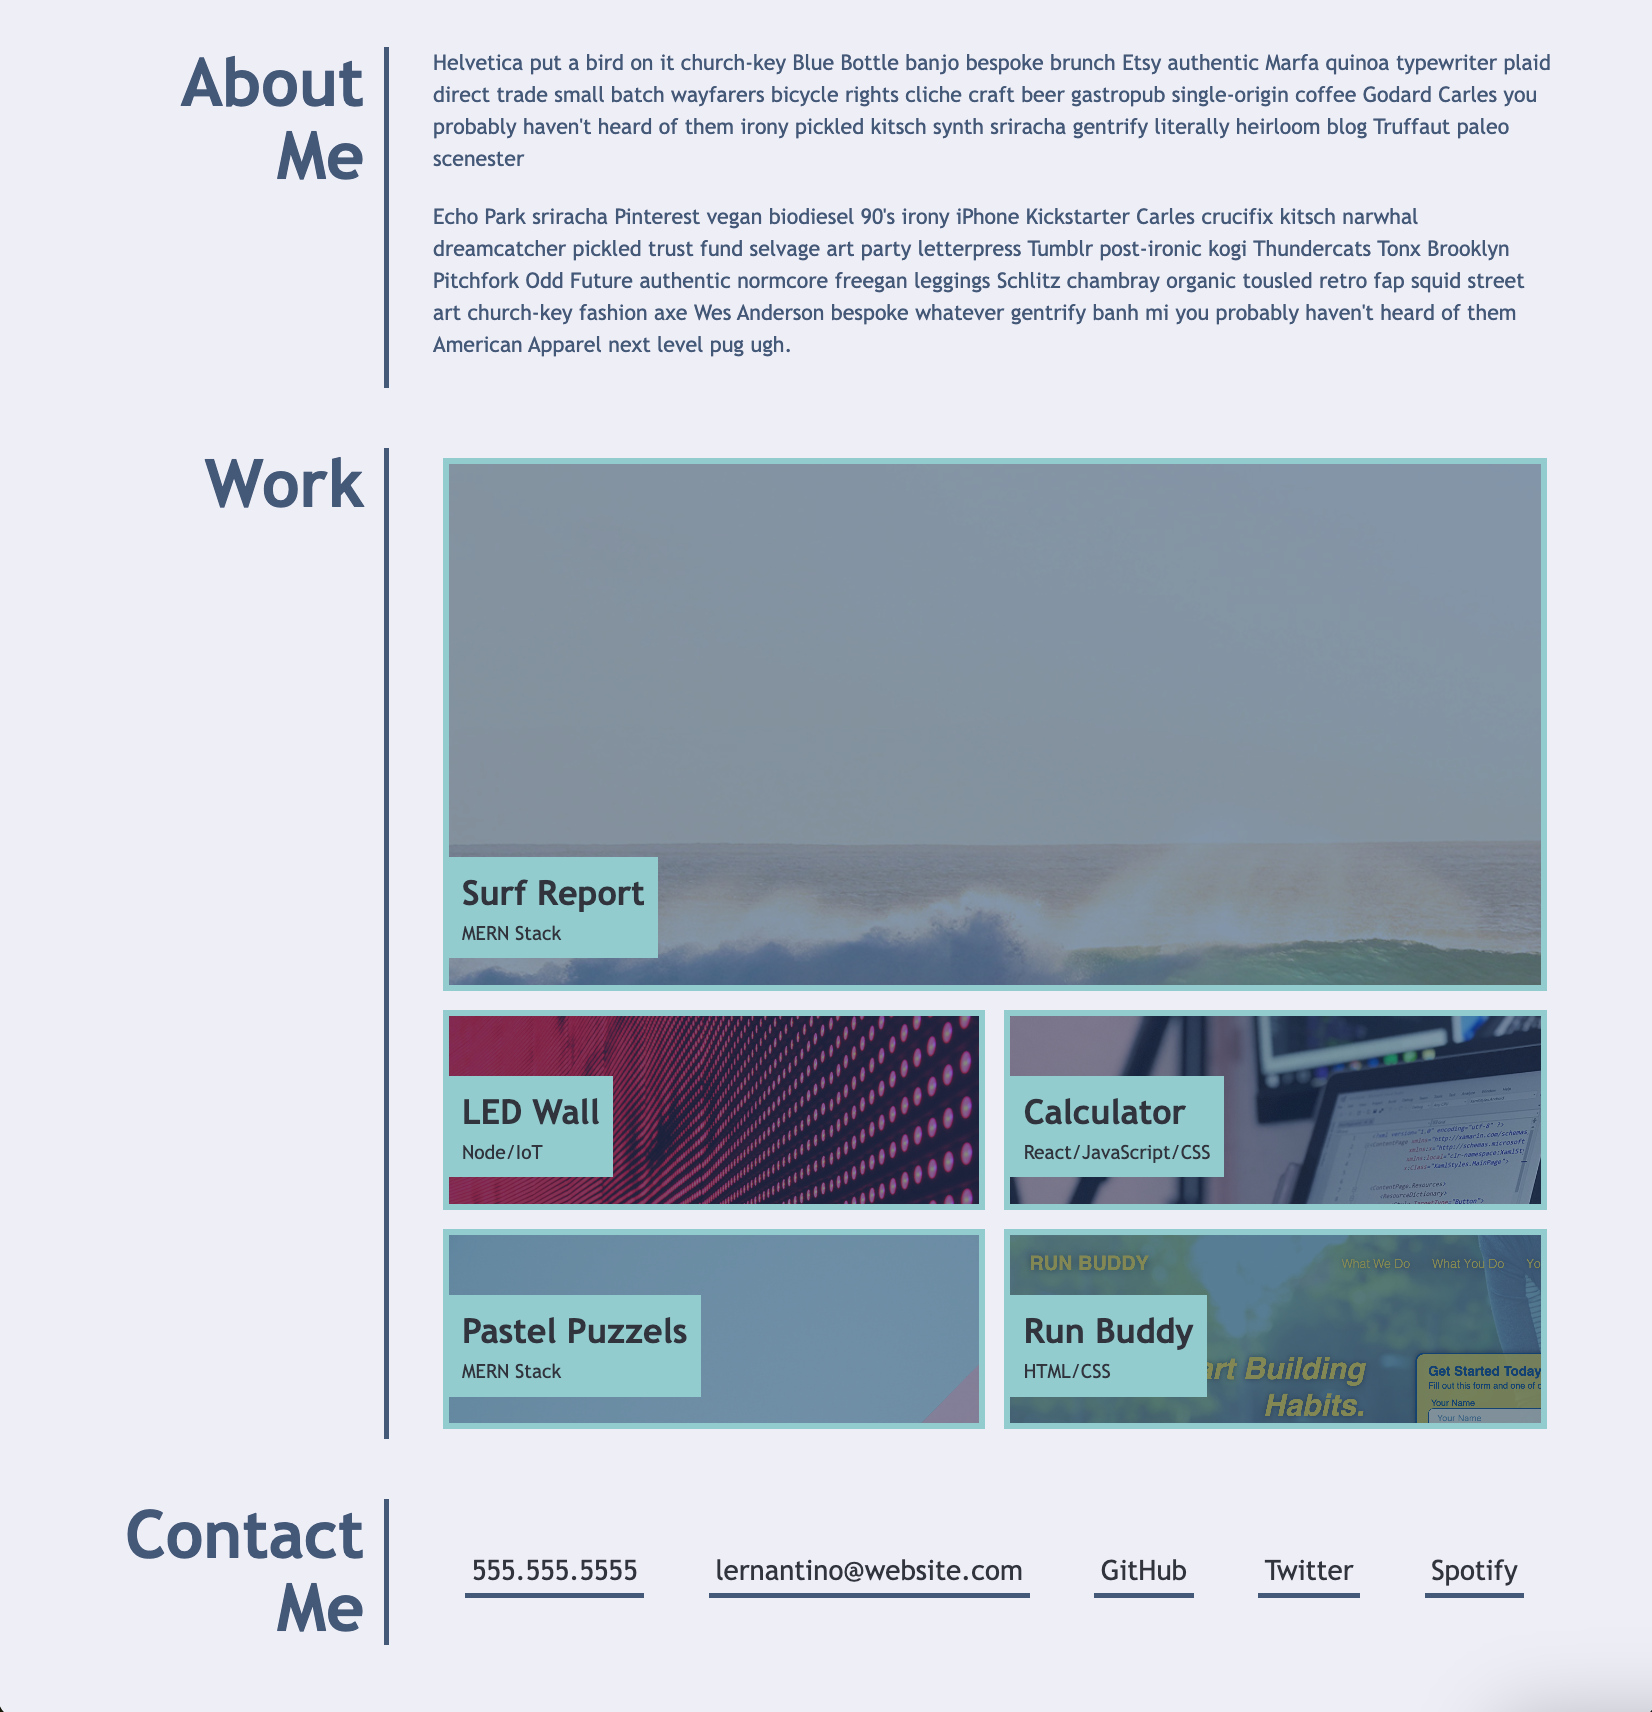 About
Me
Helvetica put a bird on it church-key Blue Bottle banjo bespoke brunch Etsy authentic Marfa quinoa typewriter plaid
direct trade small batch wayfarers bicycle rights cliche craft beer gastropub single-origin coffee Godard Carles you
probably haven't heard of them irony pickled kitsch synth sriracha gentrify literally heirloom blog Truffaut paleo
scenester
Echo Park sriracha Pinterest vegan biodiesel 90's irony iPhone Kickstarter Carles crucifix kitsch narwhal
dreamcatcher pickled trust fund selvage art party letterpress Tumblr post-ironic kogi Thundercats Tonx Brooklyn
Pitchfork Odd Future authentic normcore freegan leggings Schlitz chambray organic tousled retro fap squid street
art church-key fashion axe Wes Anderson bespoke whatever gentrify banh mi you probably haven't heard of them
American Apparel next level pug ugh.
Work
Surf Report
MERN Stack
LED Wall
Node/IoT
Calculator
React/JavaScript/CSS
Pastel Puzzels
MERN Stack
RUN BUDDY
What We Do
What You Do
Yo
Run Buddy
HTML/CSS
art Building
Habits.
Get Started Today
Fill out this form and one of
Your Name
Your Name
Contact
Me
555.555.5555
lernantino@website.com
GitHub
Twitter
Spotify